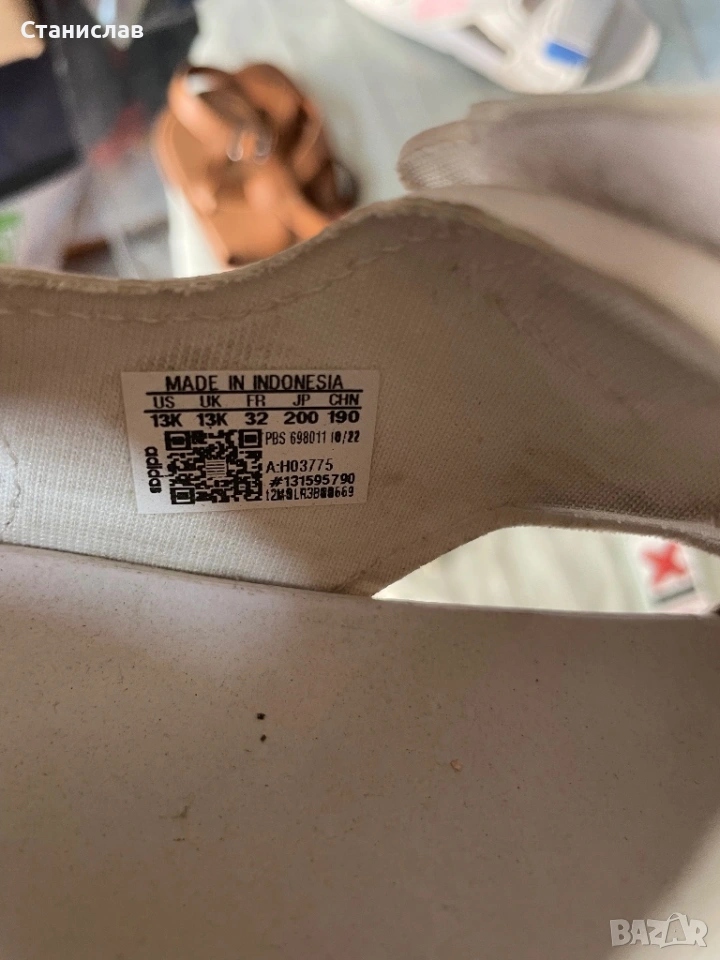 Станислав
MADE IN INDONESIA
US UK FR JP CHN
13K 13K 32 200 190
adidas
PBS 698011 10/22
A:H03775
#131595790
BAZAR